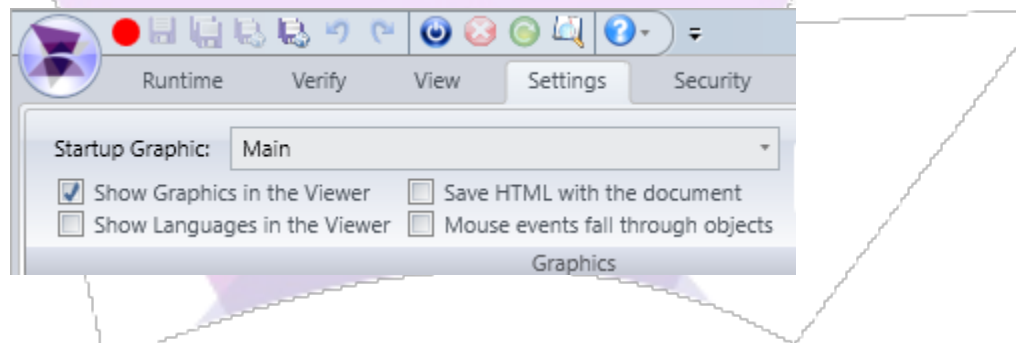 Runtime Verify View Settings Security
Startup Graphic: Main
Show Graphics in the Viewer Save HTML with the document
Show Languages in the Viewer Mouse events fall through objects
Graphics